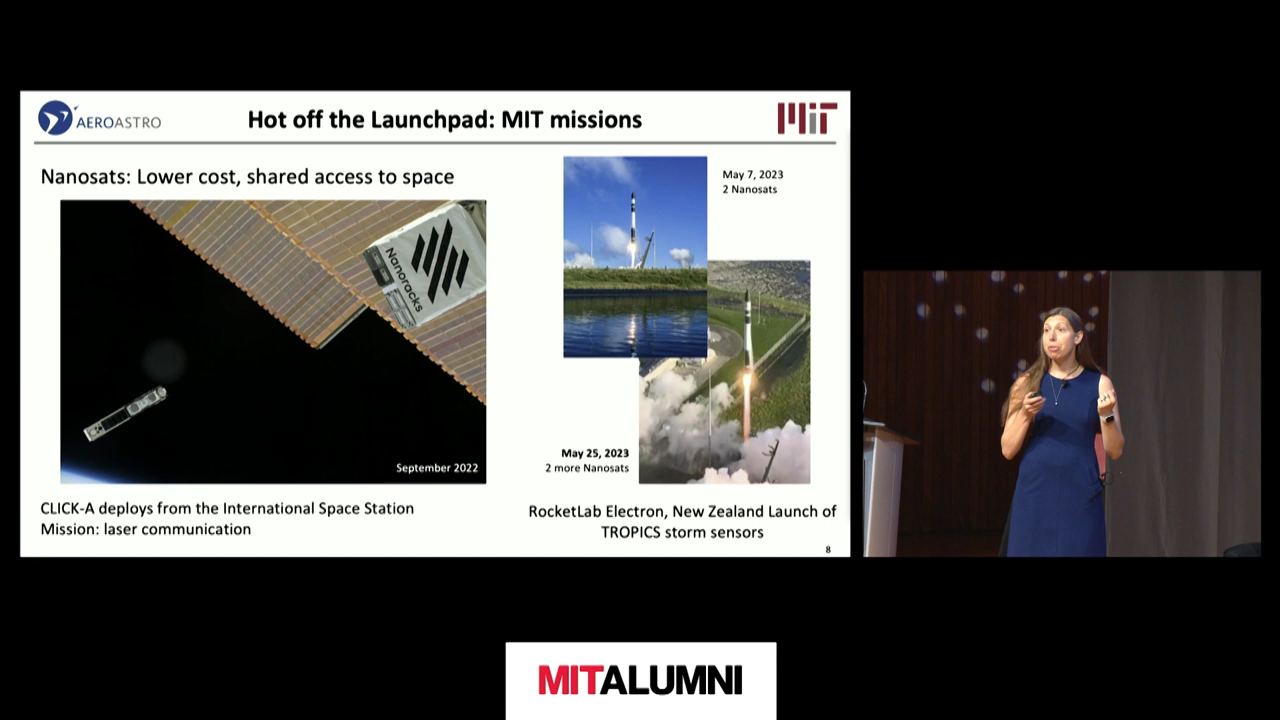 AEROASTRO
Hot off the Launchpad: MIT missions
MIT
Nanosats: Lower cost, shared access to space
Nanoracks
September 2022
CLICK-A deploys from the International Space Station
Mission: laser communication
May 7, 2023
2 Nanosats
May 25, 2023
2 more Nanosats
RocketLab Electron, New Zealand Launch of
TROPICS storm sensors
8
MITALUMNI